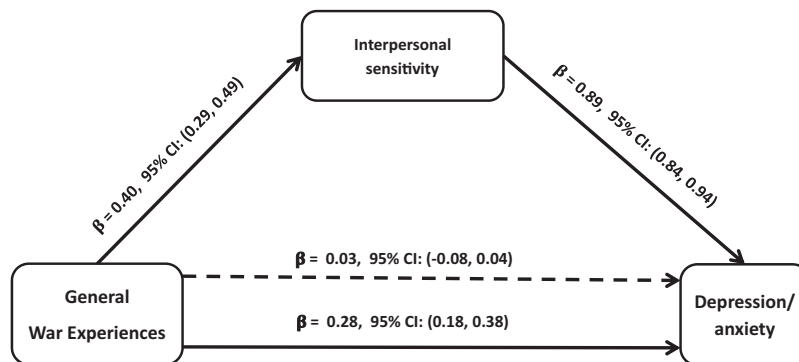 Interpersonal
sensitivity
β = 0.40, 95% CI: (0.29, 0.49)
β = 0.89, 95% CI: (0.84, 0.94)
β = 0.03, 95% CI: (-0.08, 0.04)
General
War Experiences
Depression/
anxiety
β = 0.28, 95% CI: (0.18, 0.38)